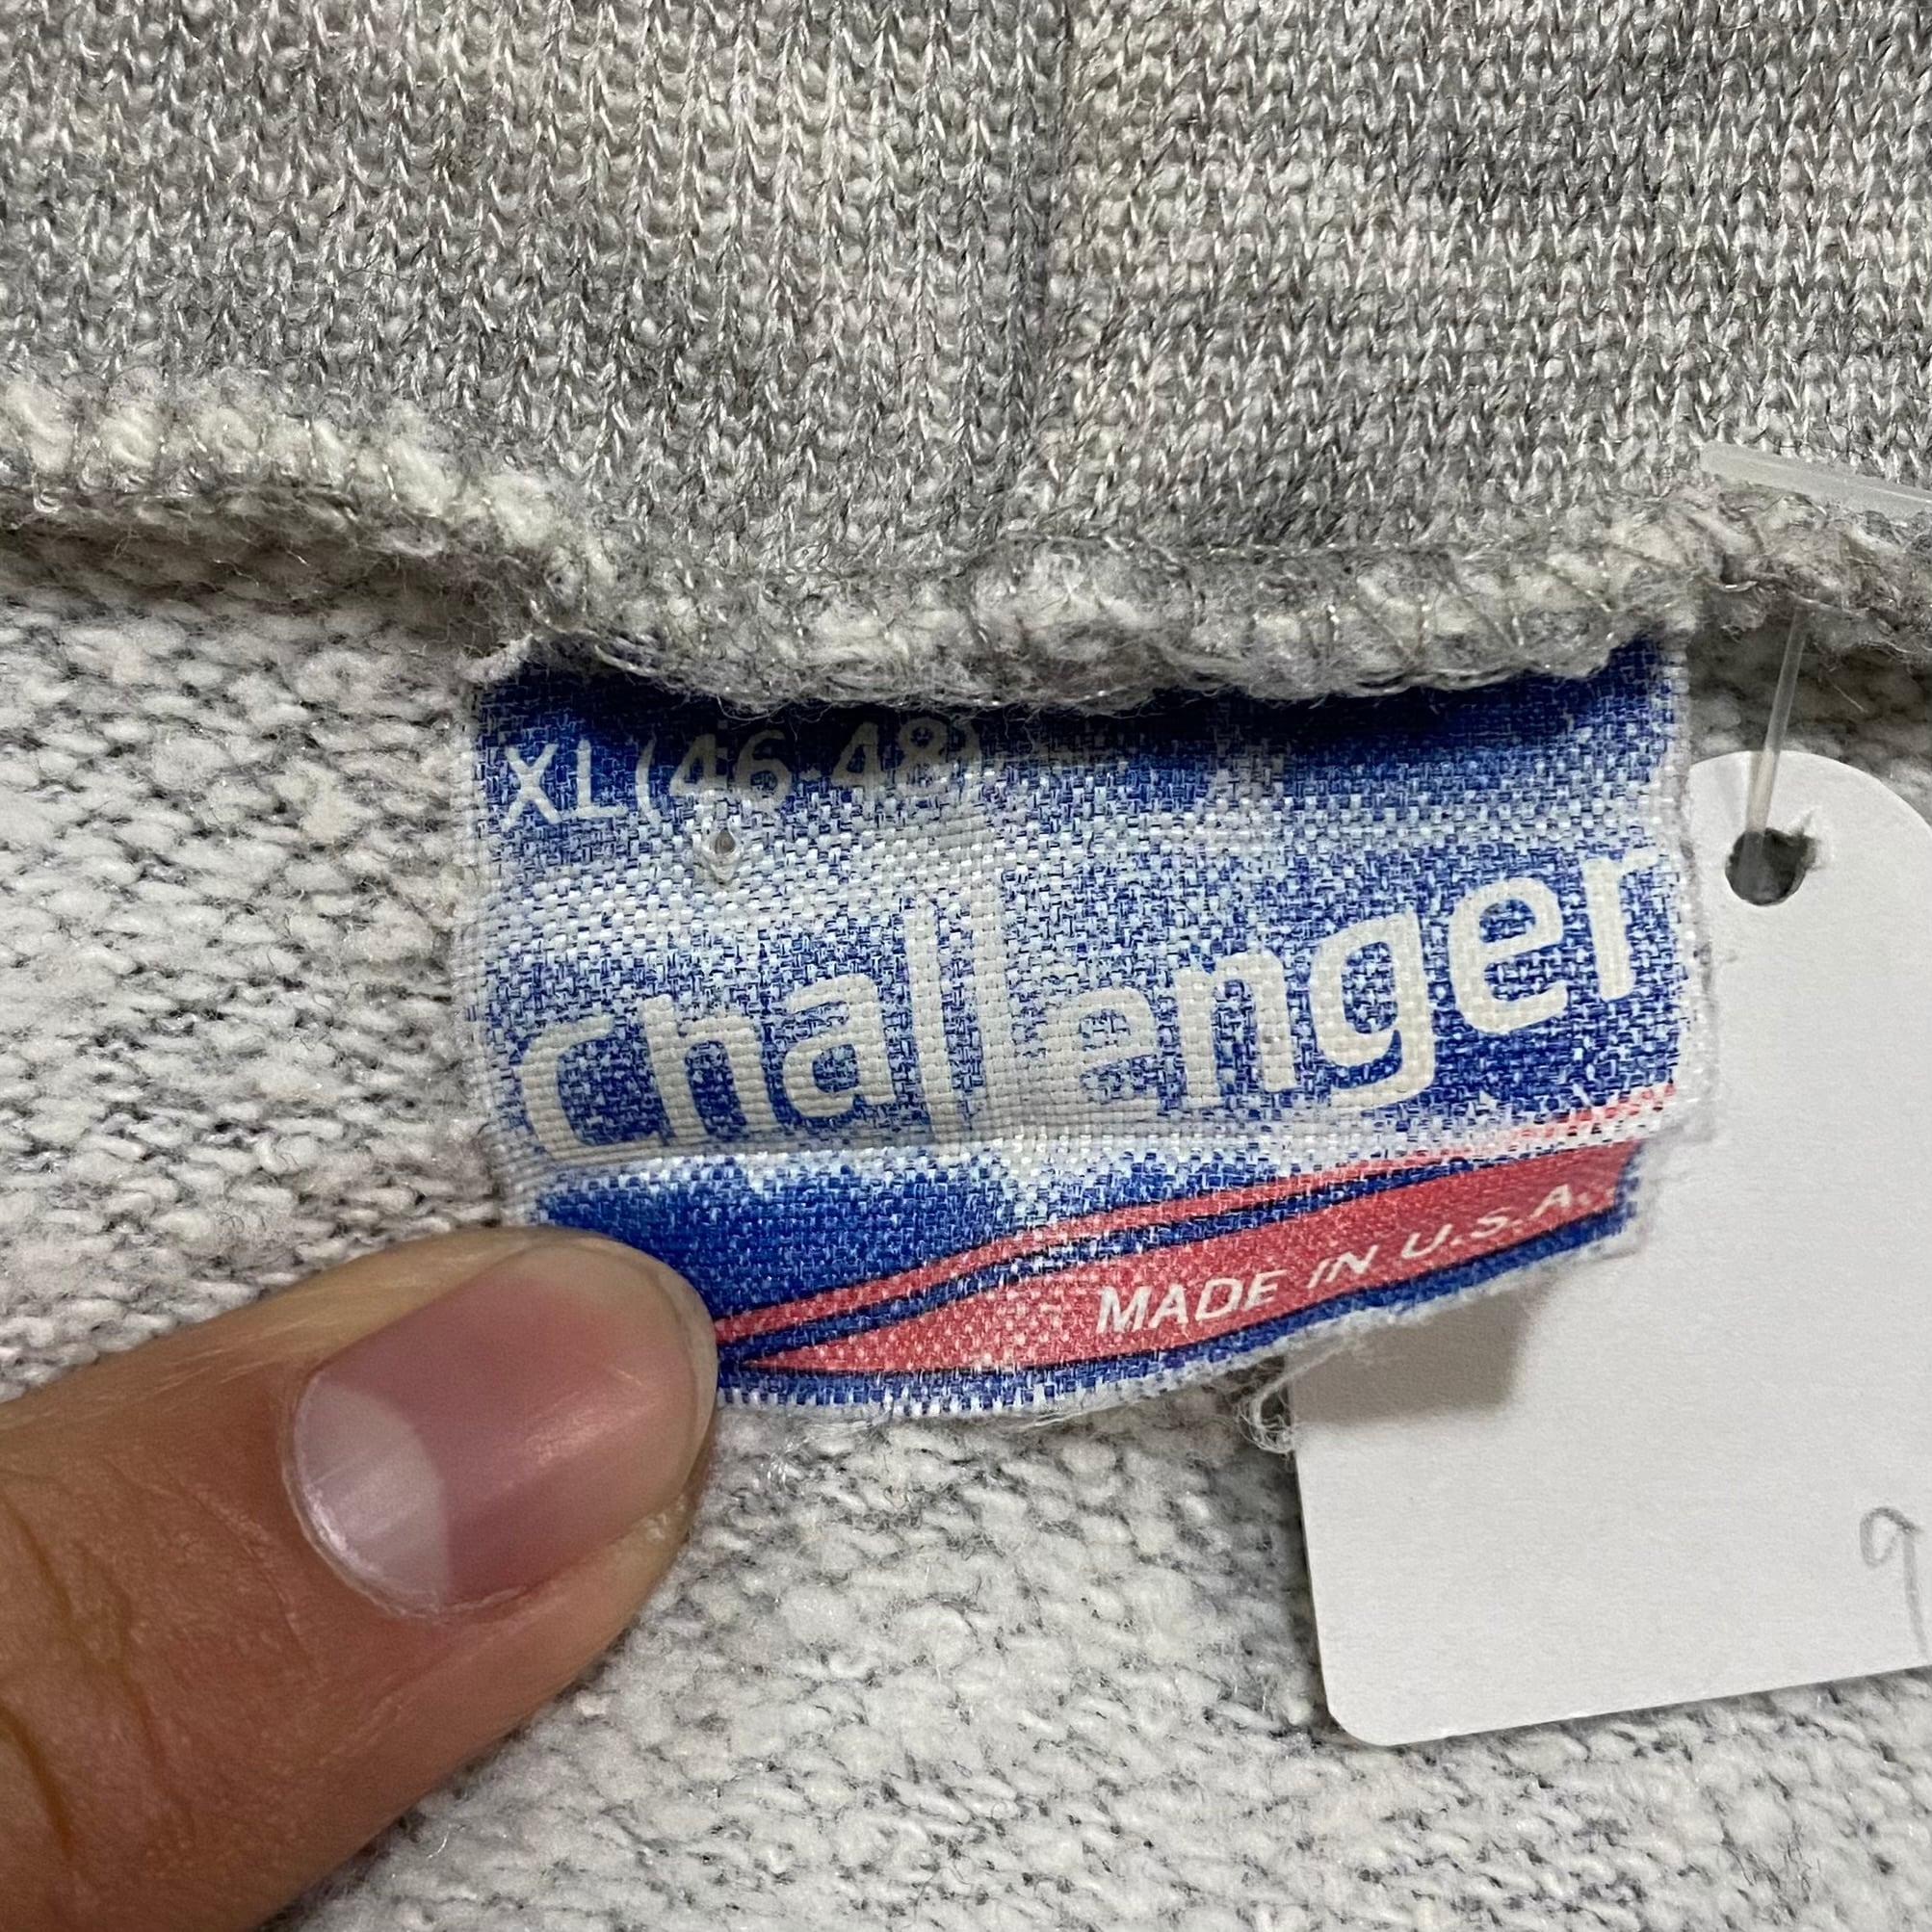 XL (46-48)
challenger
MADE IN U.S.A.